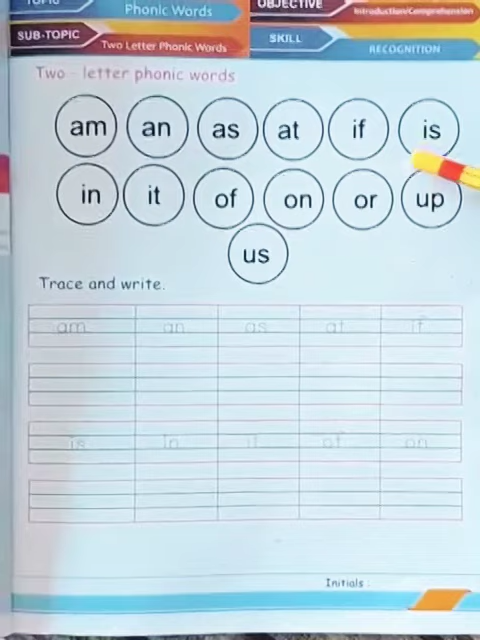 TOPIC
Phonic Words
OBJECTIVE
Introduction/Comprehension
SUB-TOPIC
Two Letter Phonic Words
SKILL
RECOGNITION
Two - letter phonic words
am an as at if is
in it of on or up
us
Trace and write.
am an as at if
is in it of on
Initials :